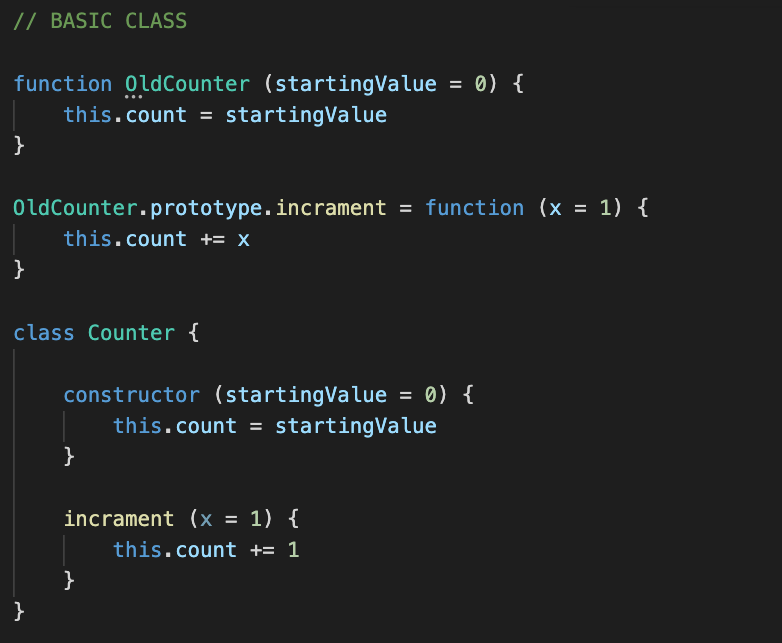 // BASIC CLASS
function OldCounter (startingValue = 0) {
this.count = startingValue
}
OldCounter.prototype.incrament = function (x = 1) {
this.count += x
}
class Counter {
constructor (startingValue = 0) {
this.count = startingValue
}
incrament (x = 1) {
this.count += 1
}
}